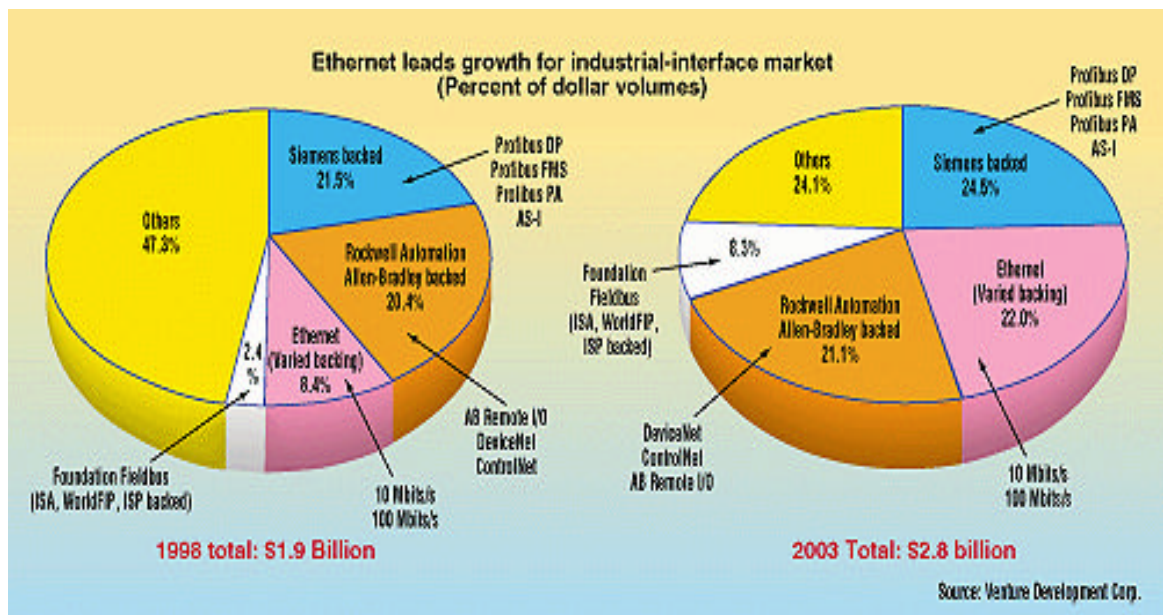 Ethernet leads growth for industrial-interface market
(Percent of dollar volumes)
Siemens backed
21.5%
Profibus DP
Profibus FMS
Profibus PA
AS-I
Others
47.3%
Rockwell Automation
Allen-Bradley backed
20.4%
Ethernet
(Varied backing)
8.4%
2.4
%
AB Remote I/O
DeviceNet
ControlNet
Foundation Fieldbus
(ISA, WorldFIP, ISP backed)
10 Mbits/s
100 Mbits/s
1998 total: $1.9 Billion
Profibus DP
Profibus FMS
Profibus PA
AS-I
Others
24.1%
Siemens backed
24.5%
8.3%
Foundation
Fieldbus
(ISA, WorldFIP,
ISP backed)
Ethernet
(Varied backing)
22.0%
Rockwell Automation
Allen-Bradley backed
21.1%
DeviceNet
ControlNet
AB Remote I/O
10 Mbits/s
100 Mbits/s
2003 Total: $2.8 billion
Source: Venture Development Corp.